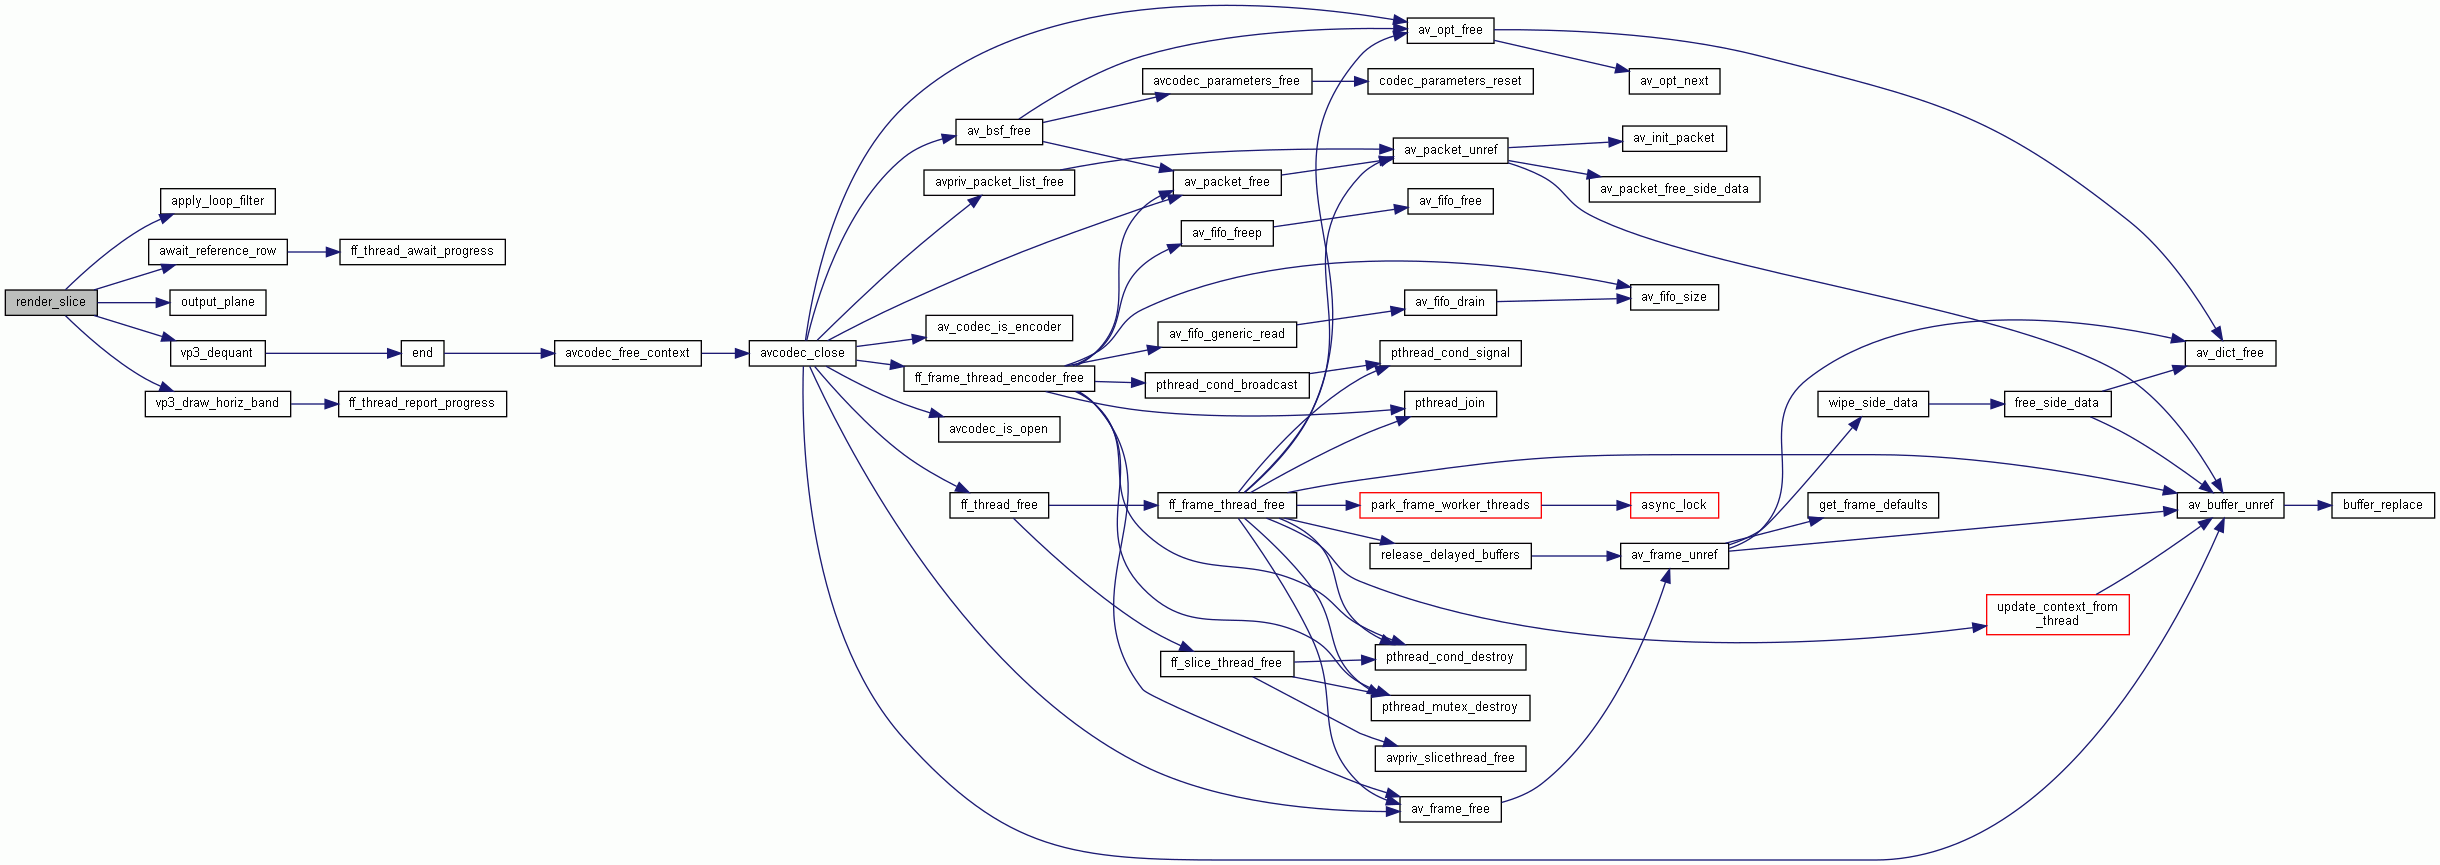 render_slice
apply_loop_filter
await_reference_row
output_plane
vp3_dequant
vp3_draw_horiz_band
ff_thread_await_progress
end
ff_thread_report_progress
avcodec_free_context
avcodec_close
av_bsf_free
avpriv_packet_list_free
av_codec_is_encoder
ff_frame_thread_encoder_free
avcodec_is_open
ff_thread_free
avcodec_parameters_free
av_packet_free
av_fifo_freep
av_fifo_generic_read
pthread_cond_broadcast
ff_frame_thread_free
ff_slice_thread_free
av_opt_free
codec_parameters_reset
av_packet_unref
av_fifo_free
av_fifo_drain
pthread_cond_signal
pthread_join
park_frame_worker_threads
release_delayed_buffers
pthread_cond_destroy
pthread_mutex_destroy
avpriv_slicethread_free
av_frame_free
av_opt_next
av_init_packet
av_packet_free_side_data
av_fifo_size
async_lock
av_frame_unref
wipe_side_data
get_frame_defaults
free_side_data
update_context_from
_thread
av_dict_free
av_buffer_unref
buffer_replace